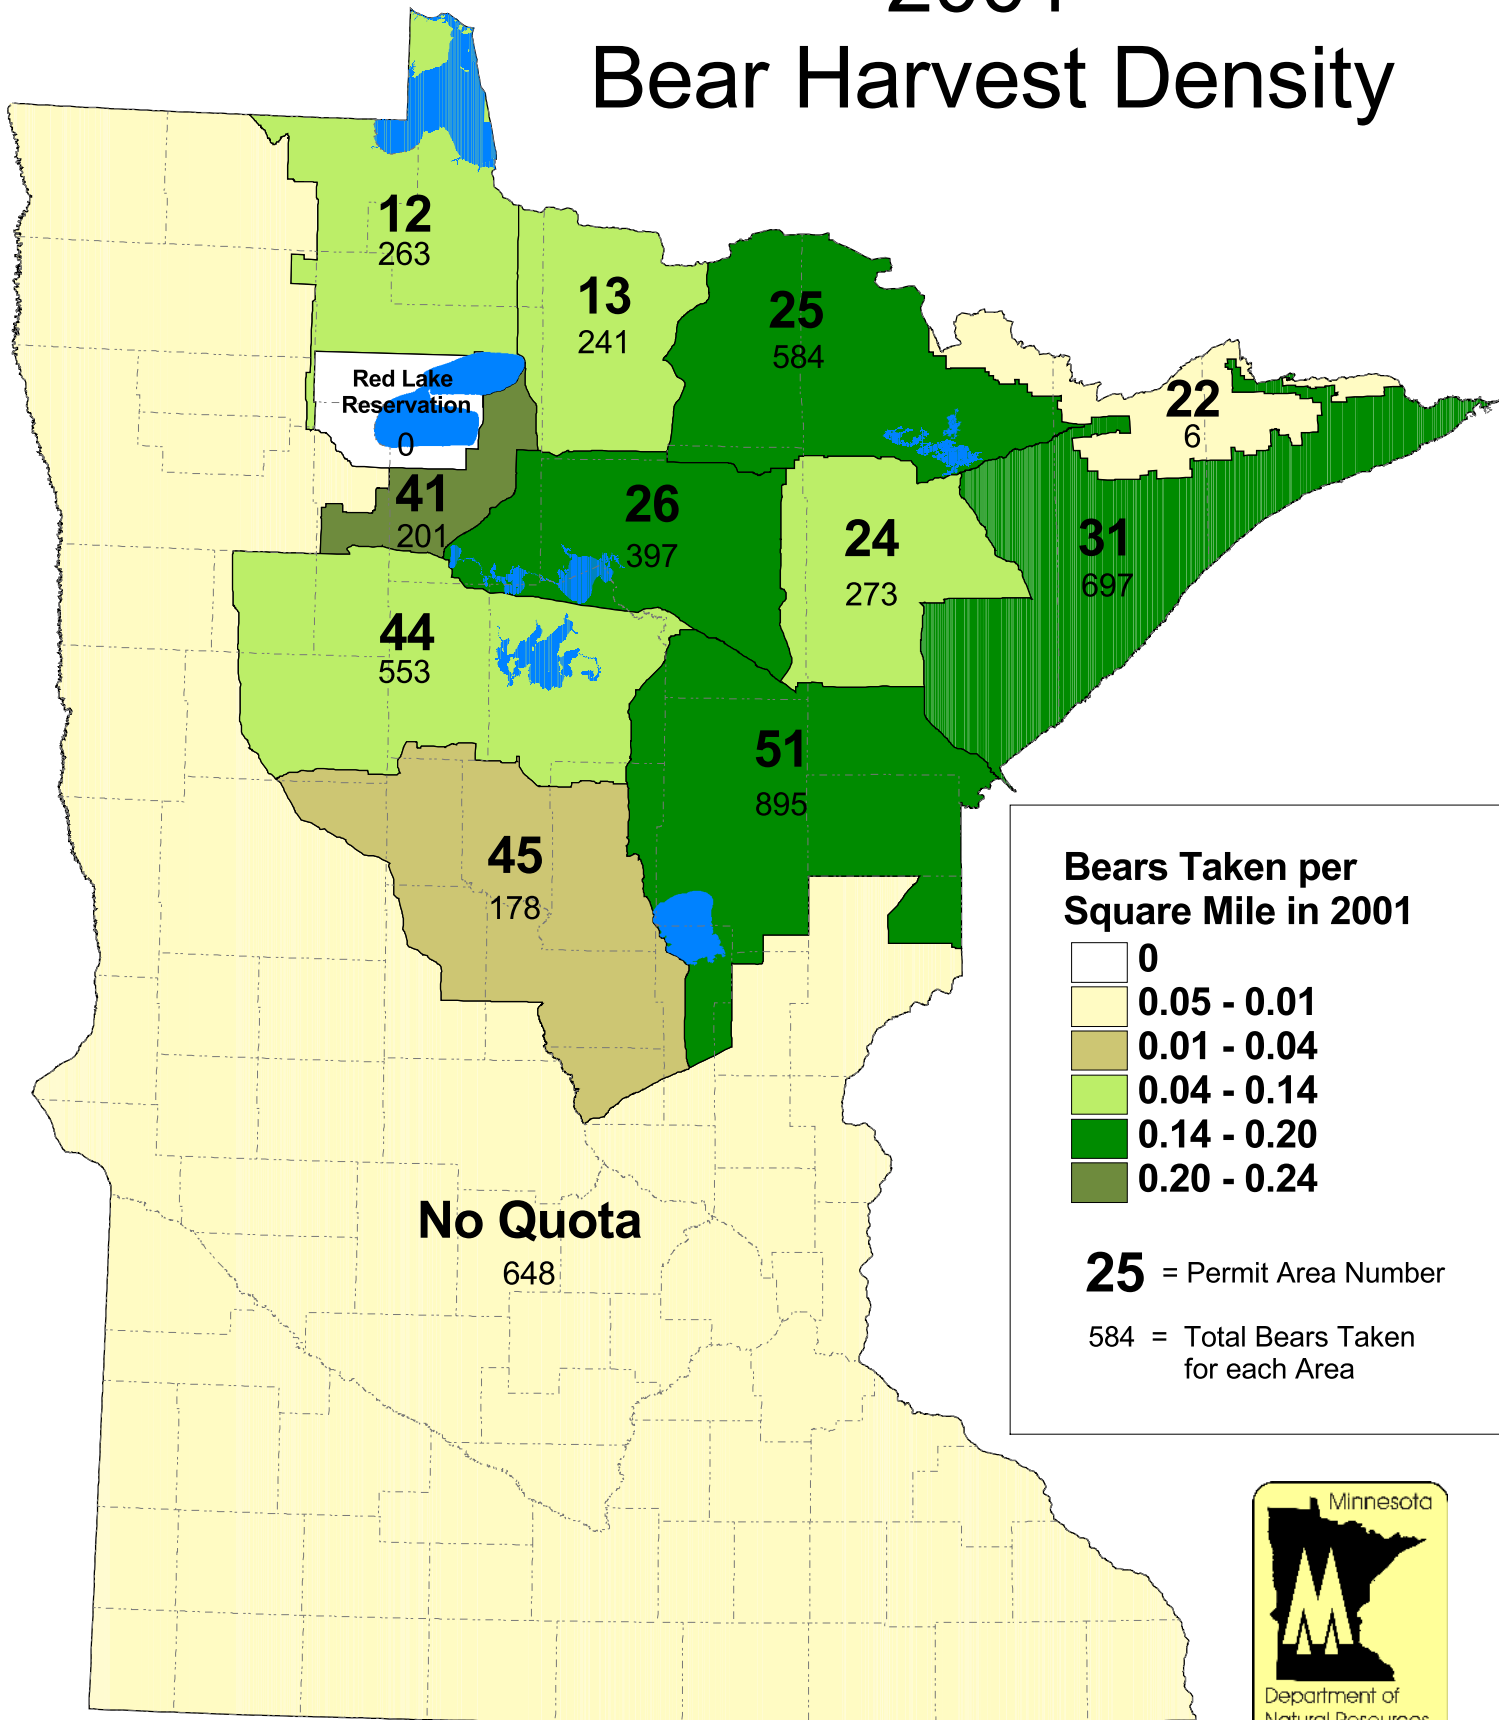 2001
Bear Harvest Density
12
263
13
241
25
584
Red Lake
Reservation
0
22
6
41
201
26
397
24
273
31
697
44
553
51
895
45
178
No Quota
648
Bears Taken per
Square Mile in 2001
0
0.05 - 0.01
0.01 - 0.04
0.04 - 0.14
0.14 - 0.20
0.20 - 0.24
25 = Permit Area Number
584 = Total Bears Taken
for each Area
Minnesota
Department of
Natural Resources